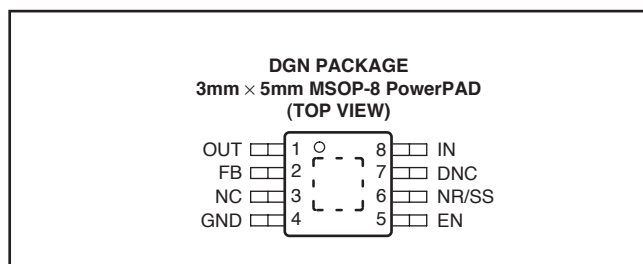 DGN PACKAGE
3mm × 5mm MSOP-8 PowerPAD
(TOP VIEW)
OUT 1 8 IN
FB 2 7 DNC
NC 3 6 NR/SS
GND 4 5 EN